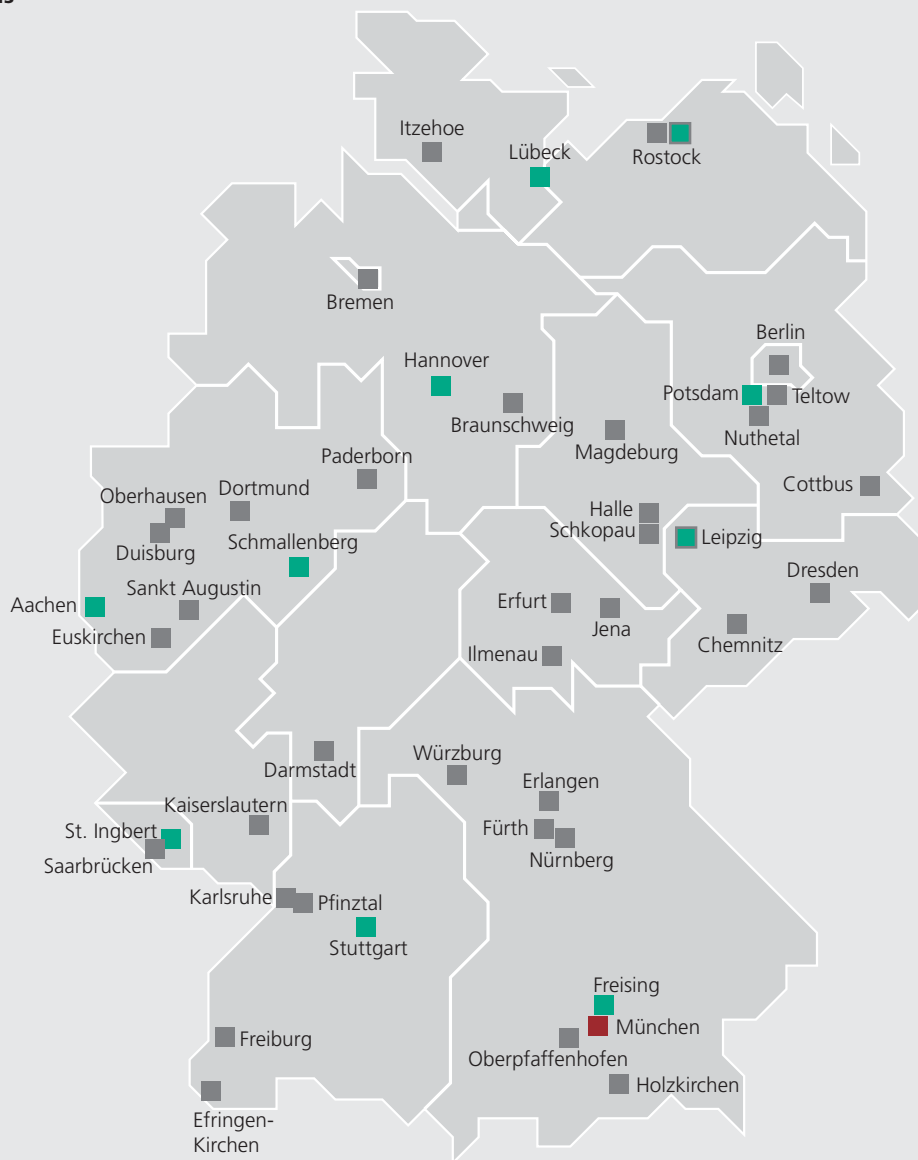 Itzehoe
Lübeck
Rostock
Bremen
Berlin
Hannover
Potsdam
Teltow
Braunschweig
Nuthetal
Magdeburg
Paderborn
Cottbus
Oberhausen
Dortmund
Halle
Schkopau
Leipzig
Duisburg
Schmallenberg
Dresden
Sankt Augustin
Aachen
Erfurt
Jena
Euskirchen
Chemnitz
Ilmenau
Würzburg
Darmstadt
Erlangen
Kaiserslautern
Fürth
St. Ingbert
Nürnberg
Saarbrücken
Karlsruhe
Pfinztal
Stuttgart
Freising
München
Freiburg
Oberpfaffenhofen
Holzkirchen
Efringen-
Kirchen